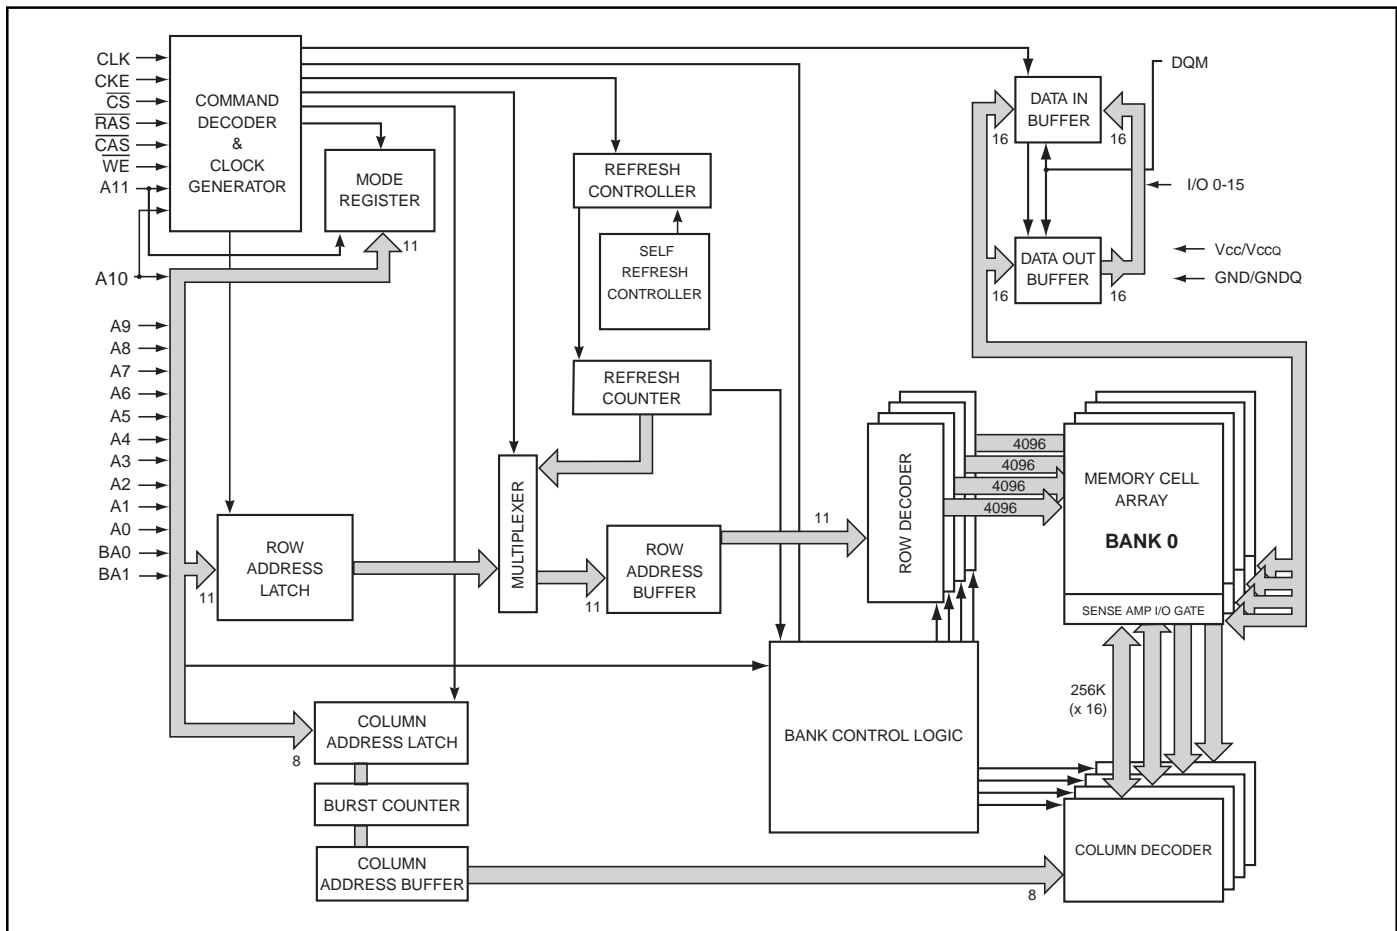 CLK
CKE
CS
RAS
CAS
WE
A11
A10
A9
A8
A7
A6
A5
A4
A3
A2
A1
A0
BA0
BA1
COMMAND
DECODER
&
CLOCK
GENERATOR
MODE
REGISTER
11
REFRESH
CONTROLLER
SELF
REFRESH
CONTROLLER
REFRESH
COUNTER
DQM
DATA IN
BUFFER
16
16
I/O 0-15
DATA OUT
BUFFER
16
16
Vcc/VccQ
GND/GNDQ
11
ROW
ADDRESS
LATCH
MULTIPLEXER
11
ROW
ADDRESS
BUFFER
11
ROW DECODER
4096
4096
4096
4096
MEMORY CELL
ARRAY
BANK 0
SENSE AMP I/O GATE
256K
(x 16)
BANK CONTROL LOGIC
8
COLUMN
ADDRESS LATCH
BURST COUNTER
COLUMN
ADDRESS BUFFER
8
COLUMN DECODER